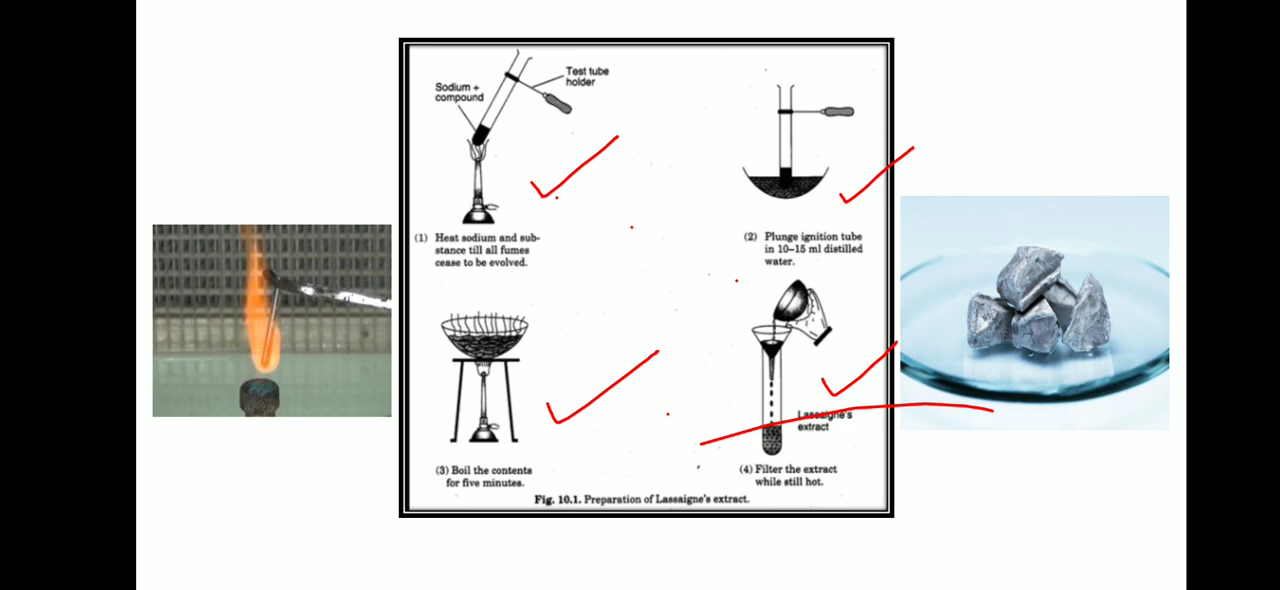 Sodium +
compound
Test tube
holder
(1) Heat sodium and sub-
stance till all fumes
cease to be evolved.
(2) Plunge ignition tube
in 10–15 ml distilled
water.
Lassaigne's
extract
(3) Boil the contents
for five minutes.
(4) Filter the extract
while still hot.
Fig. 10.1. Preparation of Lassaigne's extract.